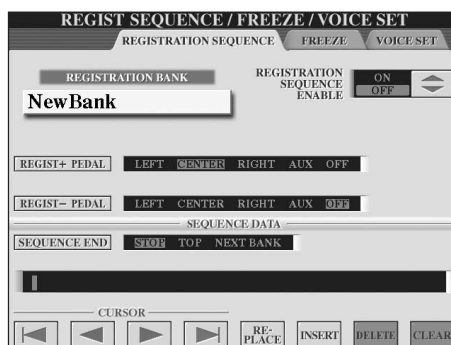 REGIST SEQUENCE / FREEZE / VOICE SET
REGISTRATION SEQUENCE FREEZE VOICE SET
REGISTRATION BANK
NewBank
REGISTRATION
SEQUENCE
ENABLE
ON
OFF
REGIST+ PEDAL LEFT CENTER RIGHT AUX OFF
REGIST− PEDAL LEFT CENTER RIGHT AUX OFF
SEQUENCE DATA
SEQUENCE END STOP TOP NEXT BANK
CURSOR
RE-
PLACE
INSERT
DELETE
CLEAR